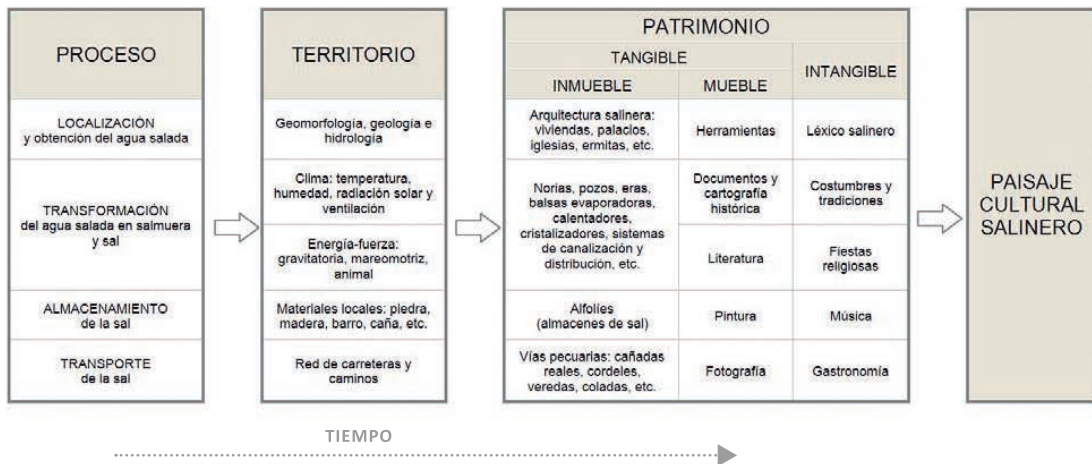 PROCESO
LOCALIZACIÓN
y obtención del agua salada
TRANSFORMACIÓN
del agua salada en salmuera
y sal
ALMACENAMIENTO
de la sal
TRANSPORTE
de la sal
TERRITORIO
Geomorfología, geología e
hidrología
Clima: temperatura,
humedad, radiación solar y
ventilación
Energía-fuerza:
gravitatoria, mareomotriz,
animal
Materiales locales: piedra,
madera, barro, caña, etc.
Red de carreteras y
caminos
PATRIMONIO
TANGIBLE
INTANGIBLE
INMUEBLE
MUEBLE
Arquitectura salinera:
viviendas, palacios,
iglesias, ermitas, etc.
Herramientas
Léxico salinero
Norias, pozos, eras,
balsas evaporadoras,
calentadores,
cristalizadores, sistemas
de canalización y
distribución, etc.
Documentos y
cartografía
histórica
Costumbres y
tradiciones
Literatura
Fiestas
religiosas
Alfolíes
(almacenes de sal)
Pintura
Música
Vías pecuarias: cañadas
reales, cordeles,
veredas, coladas, etc.
Fotografía
Gastronomía
PAISAJE
CULTURAL
SALINERO
TIEMPO